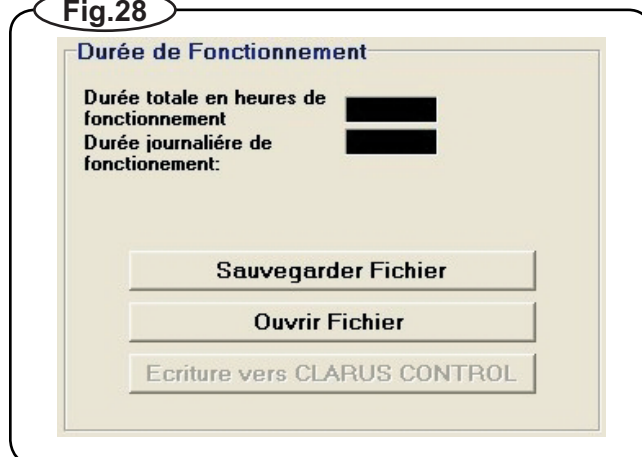 Fig.28
Durée de Fonctionnement
Durée totale en heures de
fonctionnement
Durée journaliére de
fonctionement:
Sauvegarder Fichier
Ouvrir Fichier
Ecriture vers CLARUS CONTROL